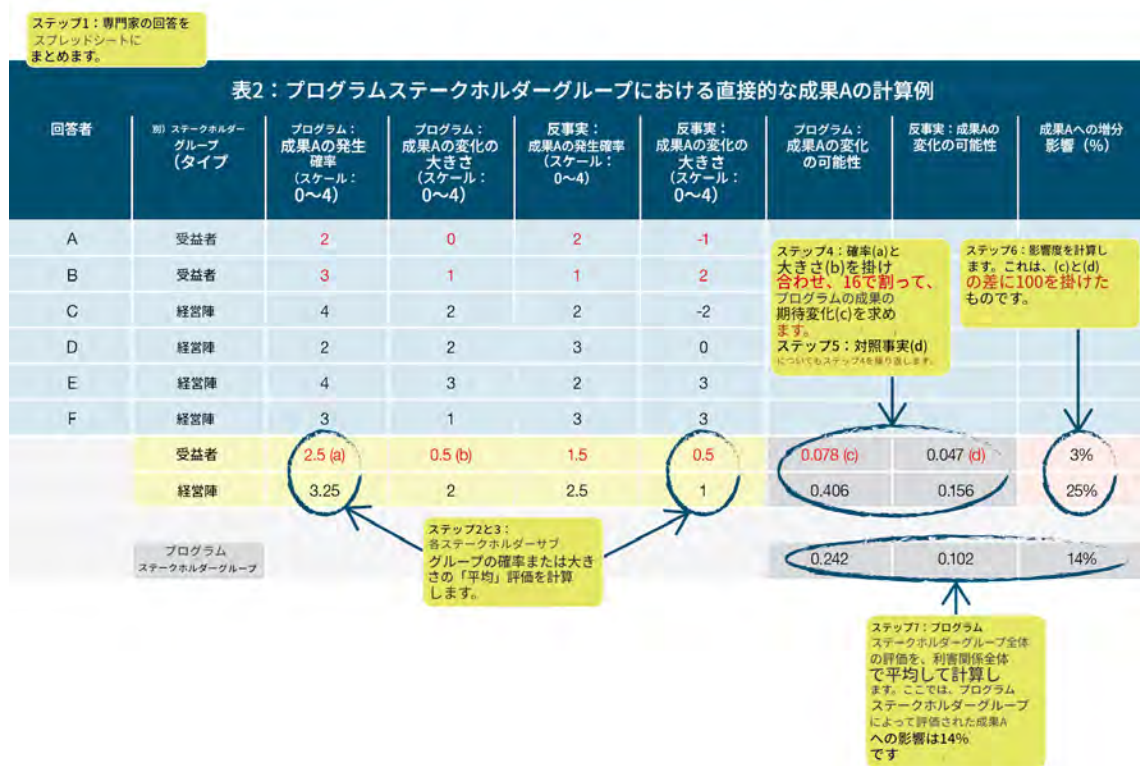 ステップ1：専門家の回答を
スプレッドシートに
まとめます。
表2：プログラムステークホルダーグループにおける直接的な成果Aの計算例
回答者
別）ステークホルダー
グループ
（タイプ
プログラム：
成果Aの発生
確率
（スケール：
0〜4）
プログラム：
成果Aの変化の
大きさ
（スケール：
0〜4）
反事実：
成果Aの発生確率
（スケール：
0〜4）
反事実：
成果Aの変化の
大きさ
（スケール：
0〜4）
プログラム：
成果Aの変化
の可能性
反事実：成果Aの
変化の可能性
成果Aへの増分
影響（%）
A 受益者 2 0 2 -1
B 受益者 3 1 1 2
C 経営陣 4 2 2 -2
D 経営陣 2 2 3 0
E 経営陣 4 3 2 3
F 経営陣 3 1 3 3
ステップ4：確率(a)と
大きさ(b)を掛け
合わせ、16で割って、
プログラムの成果の
期待変化(c)を求め
ます。
ステップ5：対照事実(d)
についてもステップ4を繰り返します。
ステップ6：影響度を計算し
ます。これは、(c)と(d)
の差に100を掛けた
ものです。
受益者 2.5 (a) 0.5 (b) 1.5 0.5 0.078 (c) 0.047 (d) 3%
経営陣 3.25 2 2.5 1 0.406 0.156 25%
ステップ2と3：
各ステークホルダーサブ
グループの確率または大き
さの「平均」評価を計算
します。
プログラム
ステークホルダーグループ
0.242 0.102 14%
ステップ7：プログラム
ステークホルダーグループ全体
の評価を、利害関係全体
で平均して計算し
ます。ここでは、プログラム
ステークホルダーグループ
によって評価された成果A
への影響は14%
です